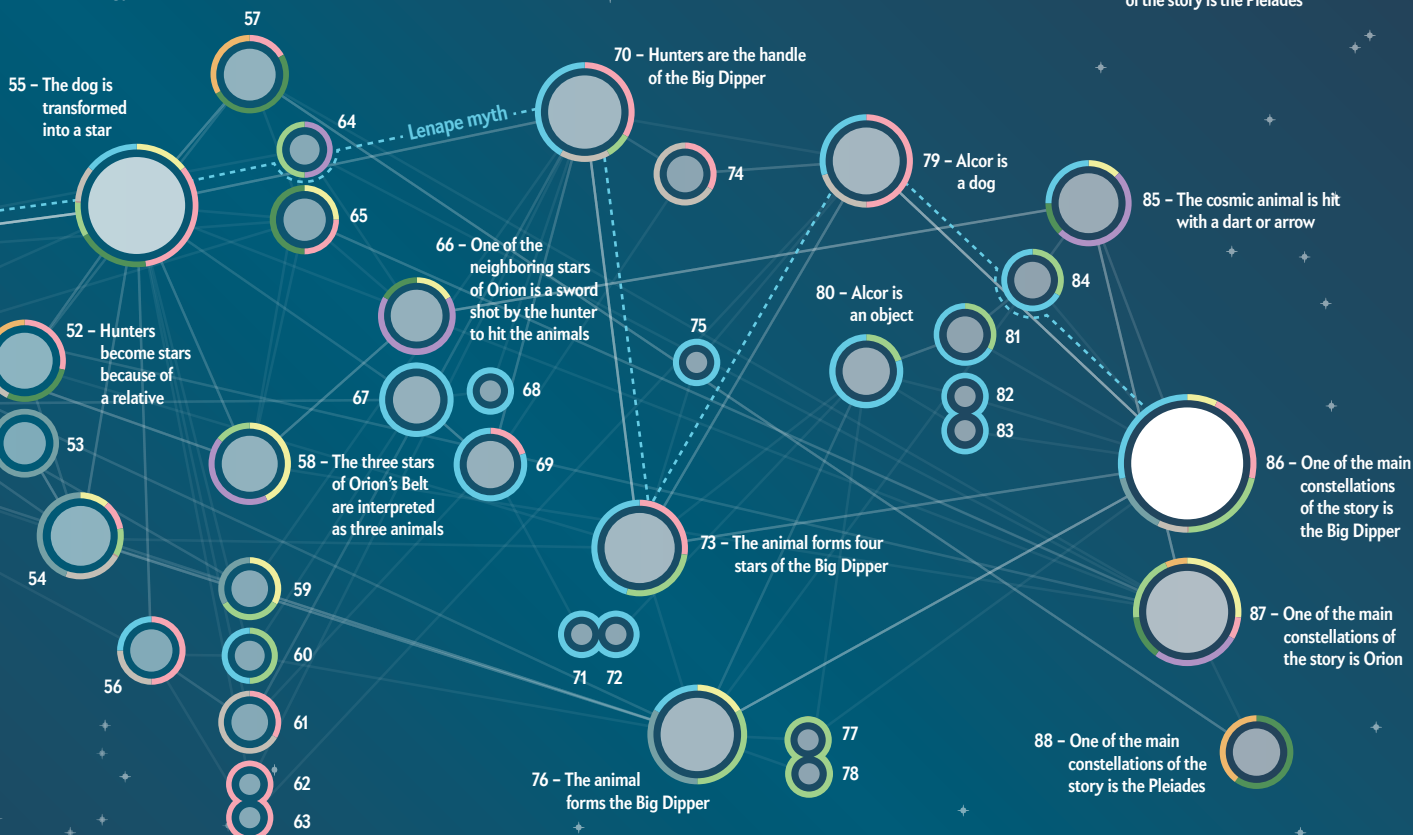 of the story is the Pleiades
57
70 – Hunters are the handle
of the Big Dipper
55 – The dog is
transformed
into a star
64
Lenape myth
74
79 – Alcor is
a dog
85 – The cosmic animal is hit
with a dart or arrow
65
66 – One of the
neighboring stars
of Orion is a sword
shot by the hunter
to hit the animals
84
80 – Alcor is
an object
52 – Hunters
become stars
because of
a relative
75
81
67
68
82
83
53
58 – The three stars
of Orion's Belt
are interpreted
as three animals
69
86 – One of the main
constellations
of the story is
the Big Dipper
73 – The animal forms four
stars of the Big Dipper
54
59
87 – One of the main
constellations of
the story is Orion
60
71
72
56
61
77
78
88 – One of the main
constellations of the
story is the Pleiades
76 – The animal
forms the Big Dipper
62
63